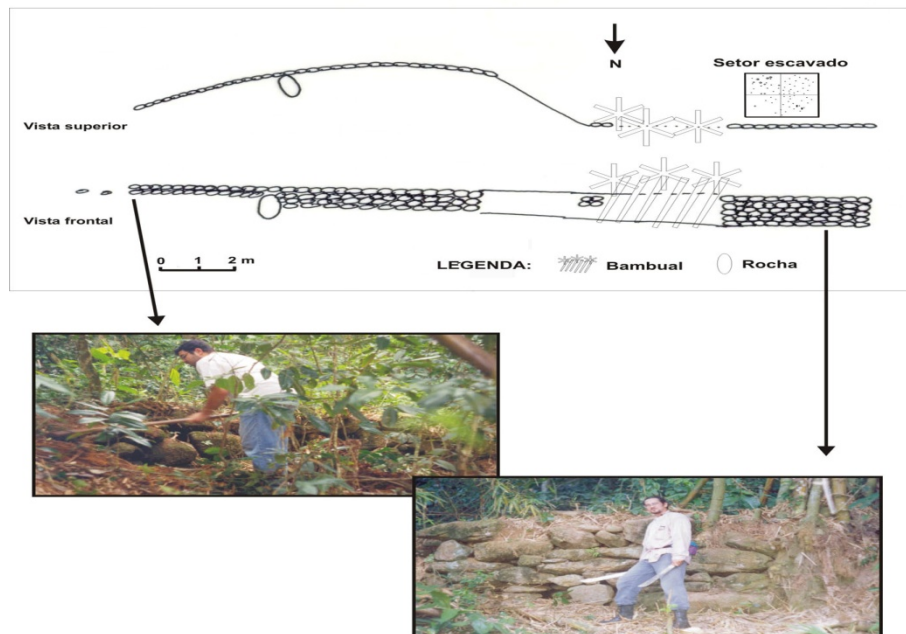 N
Setor escavado
Vista superior
Vista frontal
0 1 2 m
LEGENDA: Bambual Rocha